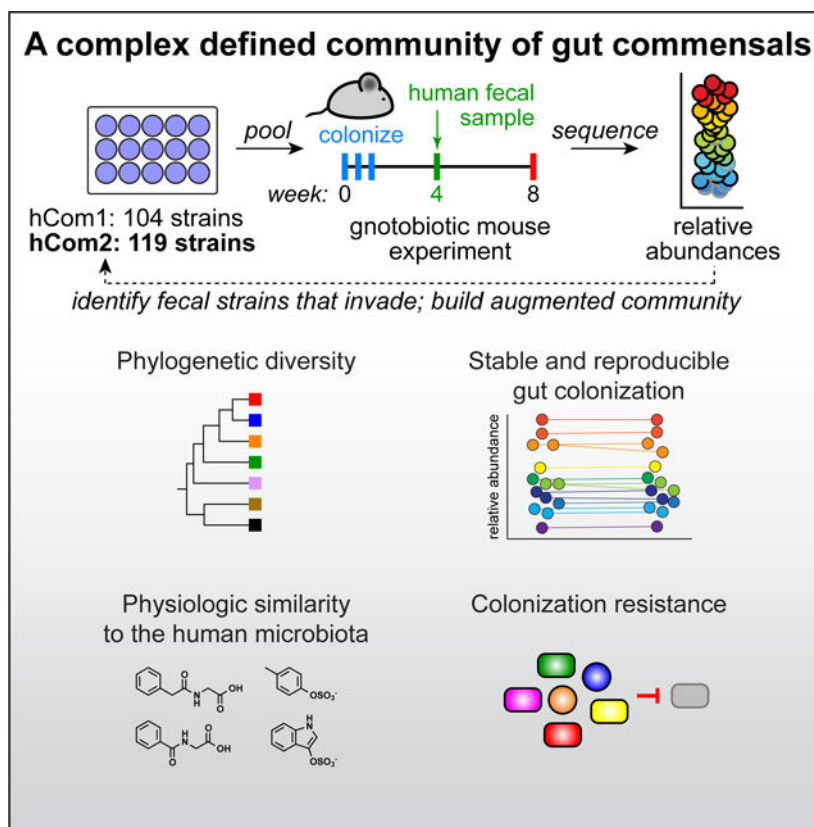 A complex defined community of gut commensals
human fecal
sample
pool
colonize
sequence
week: 0 4 8
hCom1: 104 strains
hCom2: 119 strains
gnotobiotic mouse
experiment
relative
abundances
identify fecal strains that invade; build augmented community
Phylogenetic diversity
Stable and reproducible
gut colonization
relative abundance
Physiologic similarity
to the human microbiota
Colonization resistance
O
OH
N
H
O
OSO₃⁻
O
N
H
OH
O
H
N
OSO₃⁻